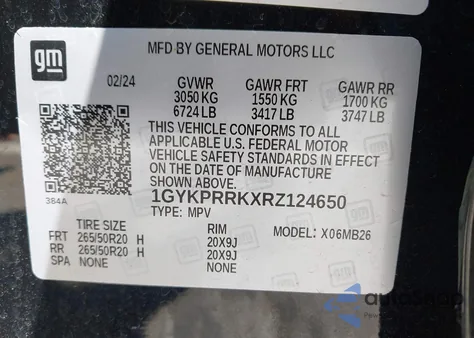 gm
MFD BY GENERAL MOTORS LLC
02/24 GVWR GAWR FRT GAWR RR
3050 KG 1550 KG 1700 KG
6724 LB 3417 LB 3747 LB
THIS VEHICLE CONFORMS TO ALL
APPLICABLE U.S. FEDERAL MOTOR
VEHICLE SAFETY STANDARDS IN EFFECT
ON THE DATE OF MANUFACTURE
SHOWN ABOVE.
384A
1GYKPRRKXRZ124650
TYPE: MPV
TIRE SIZE RIM MODEL: X06MB26
FRT 265/50R20 H 20X9J
RR 265/50R20 H 20X9J
SPA NONE NONE